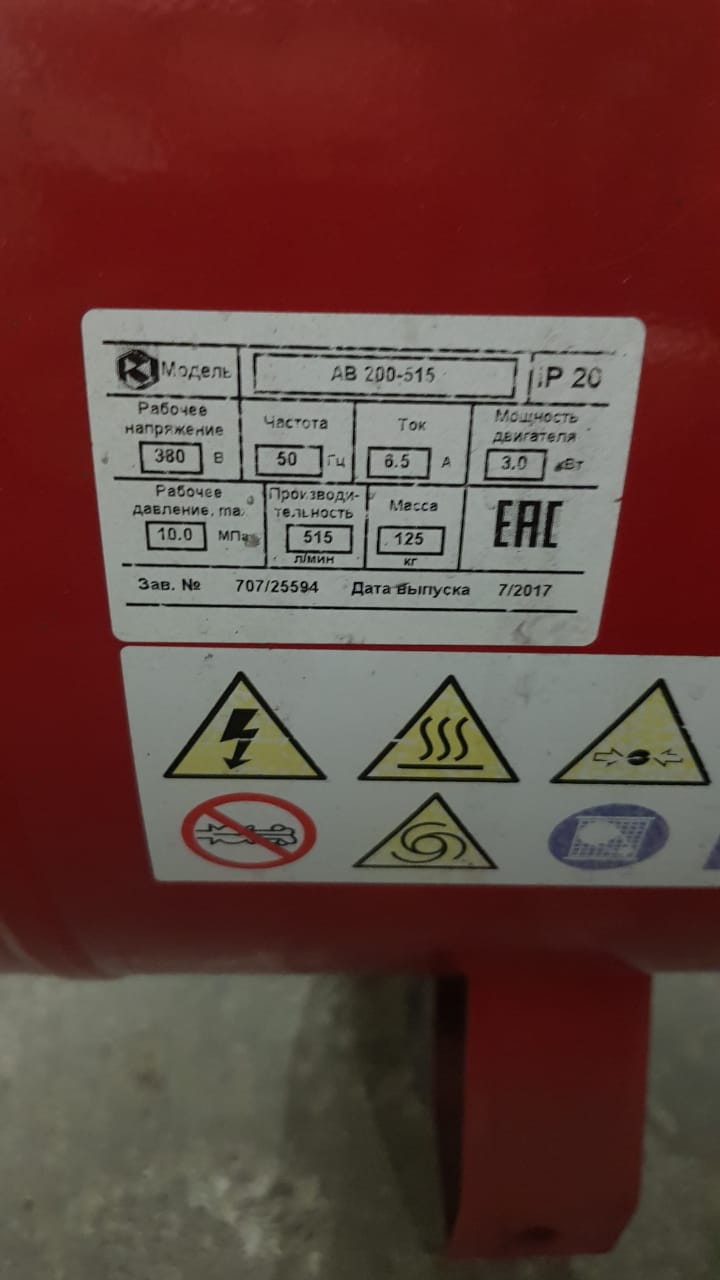 Модель АВ 200-515 IP 20
Рабочее напряжение 380 В Частота 50 Гц Ток 6.5 А Мощность двигателя 3.0 кВт
Рабочее давление, max. 10.0 МПа Производи-тельность 515 л/мин Масса 125 кг EAC
Зав. № 707/25594 Дата выпуска 7/2017